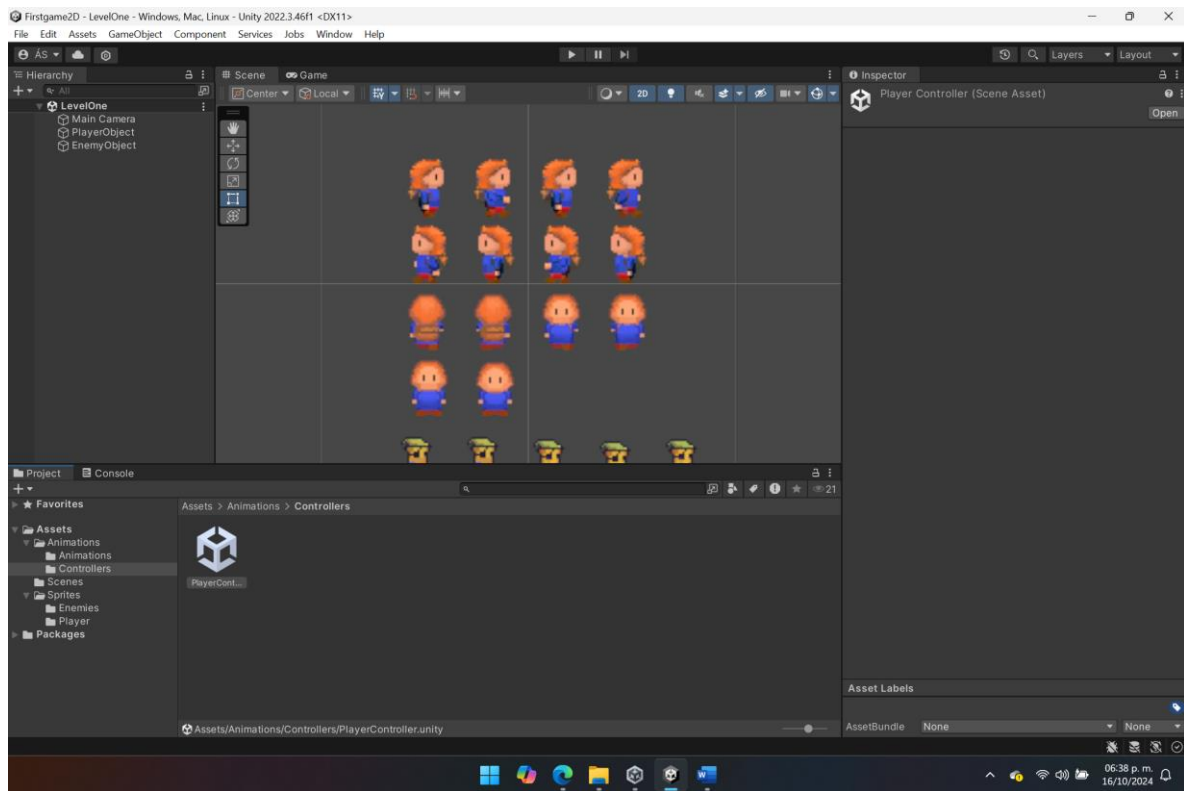 Firstgame2D - LevelOne - Windows, Mac, Linux - Unity 2022.3.46f1 <DX11>
File Edit Assets GameObject Component Services Jobs Window Help
ÁS Layers Layout
Hierarchy Scene Game Inspector
All Center Local 2D Player Controller (Scene Asset)
LevelOne Open
Main Camera
PlayerObject
EnemyObject
Project Console
21
Favorites Assets > Animations > Controllers
Assets
Animations
Animations
Controllers
Scenes PlayerCont...
Sprites
Enemies
Player
Packages
Asset Labels
Assets/Animations/Controllers/PlayerController.unity AssetBundle None None
06:38 p. m.
16/10/2024